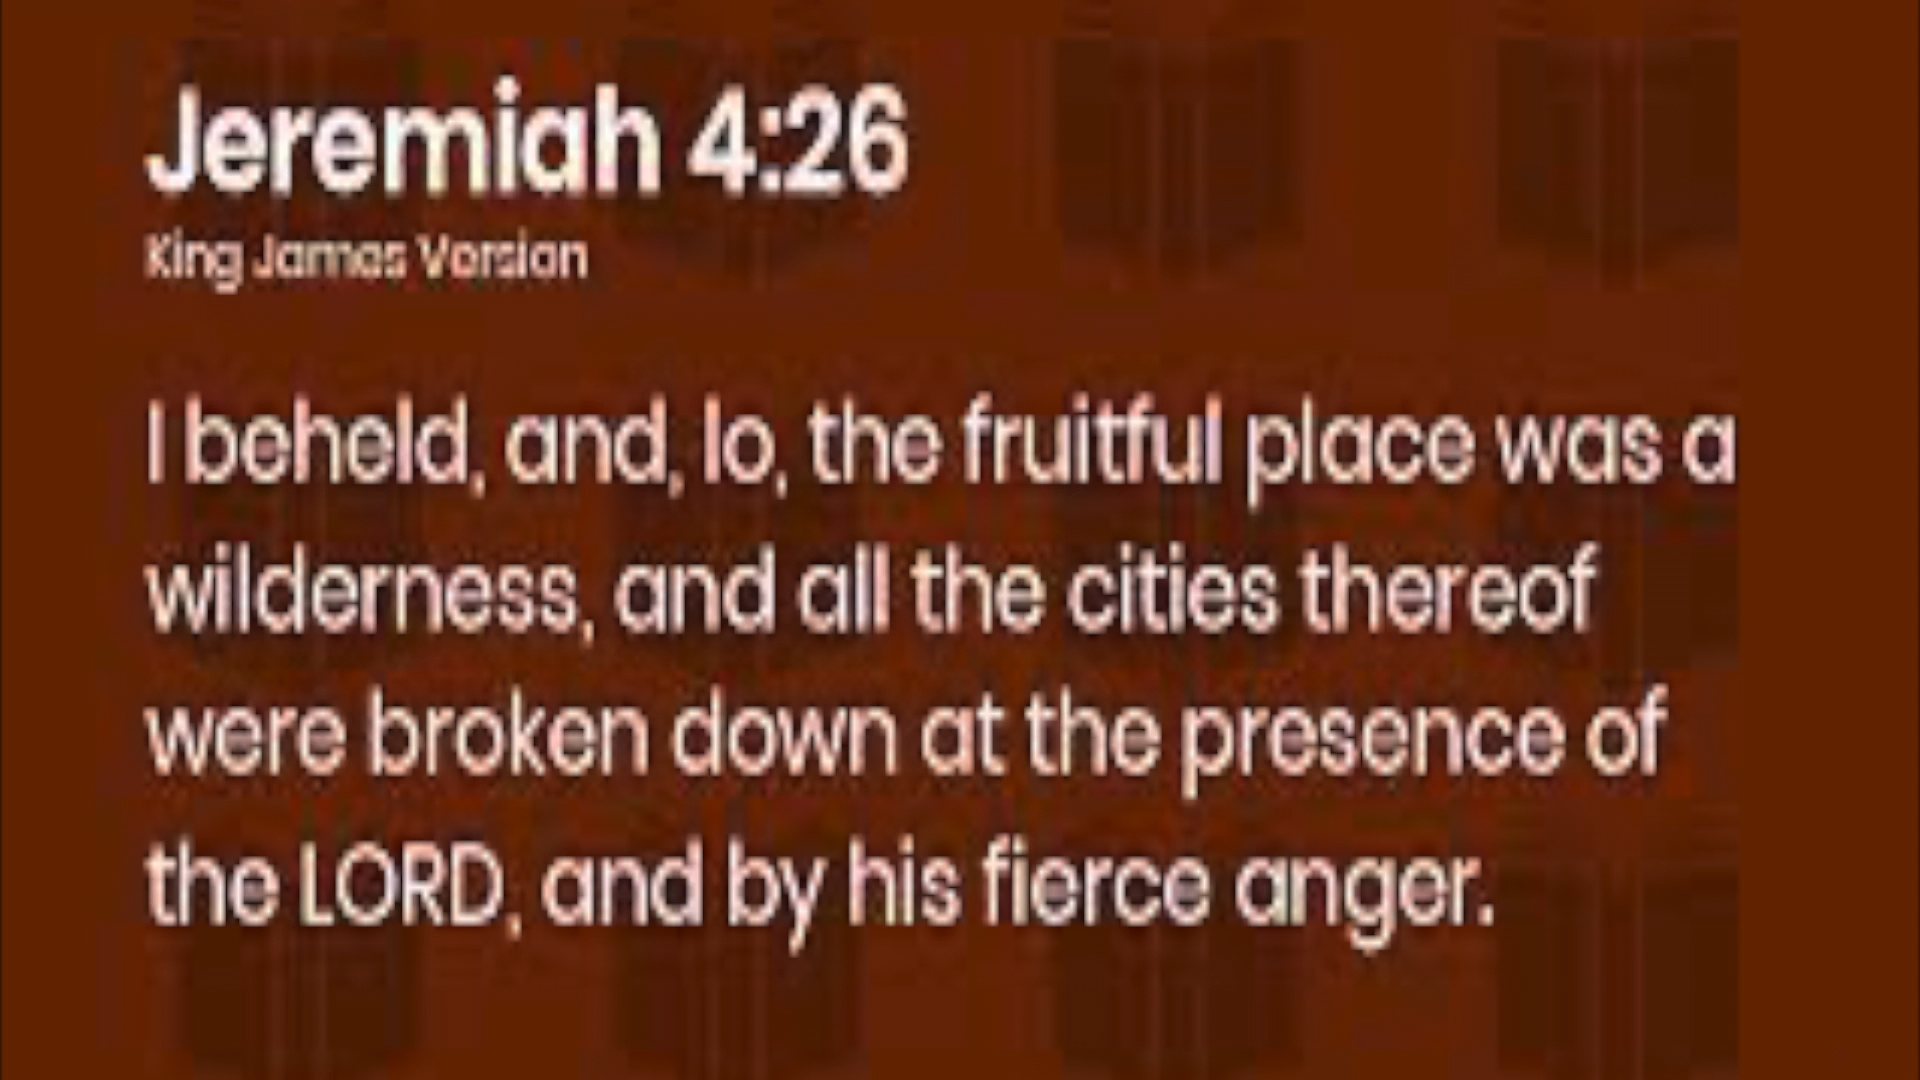 Jeremiah 4:26
King James Version
I beheld, and, lo, the fruitful place was a
wilderness, and all the cities thereof
were broken down at the presence of
the LORD, and by his fierce anger.